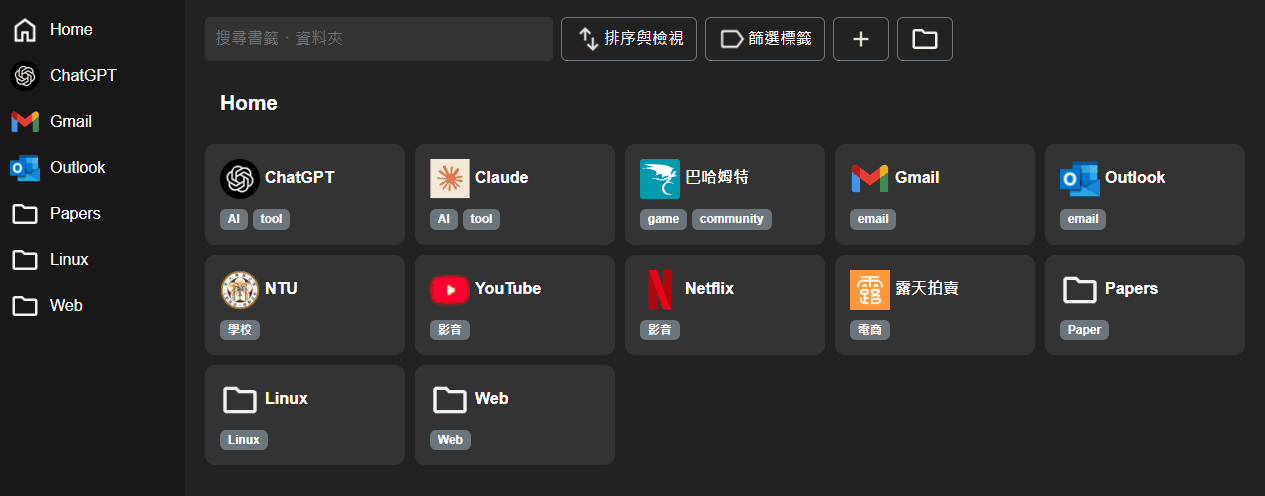 Home
ChatGPT
Gmail
Outlook
Papers
Linux
Web
搜尋書籤、資料夾
排序與檢視
篩選標籤
Home
ChatGPT
AI tool
Claude
AI tool
巴哈姆特
game community
Gmail
email
Outlook
email
NTU
學校
YouTube
影音
Netflix
影音
露
露天拍賣
電商
Papers
Paper
Linux
Linux
Web
Web